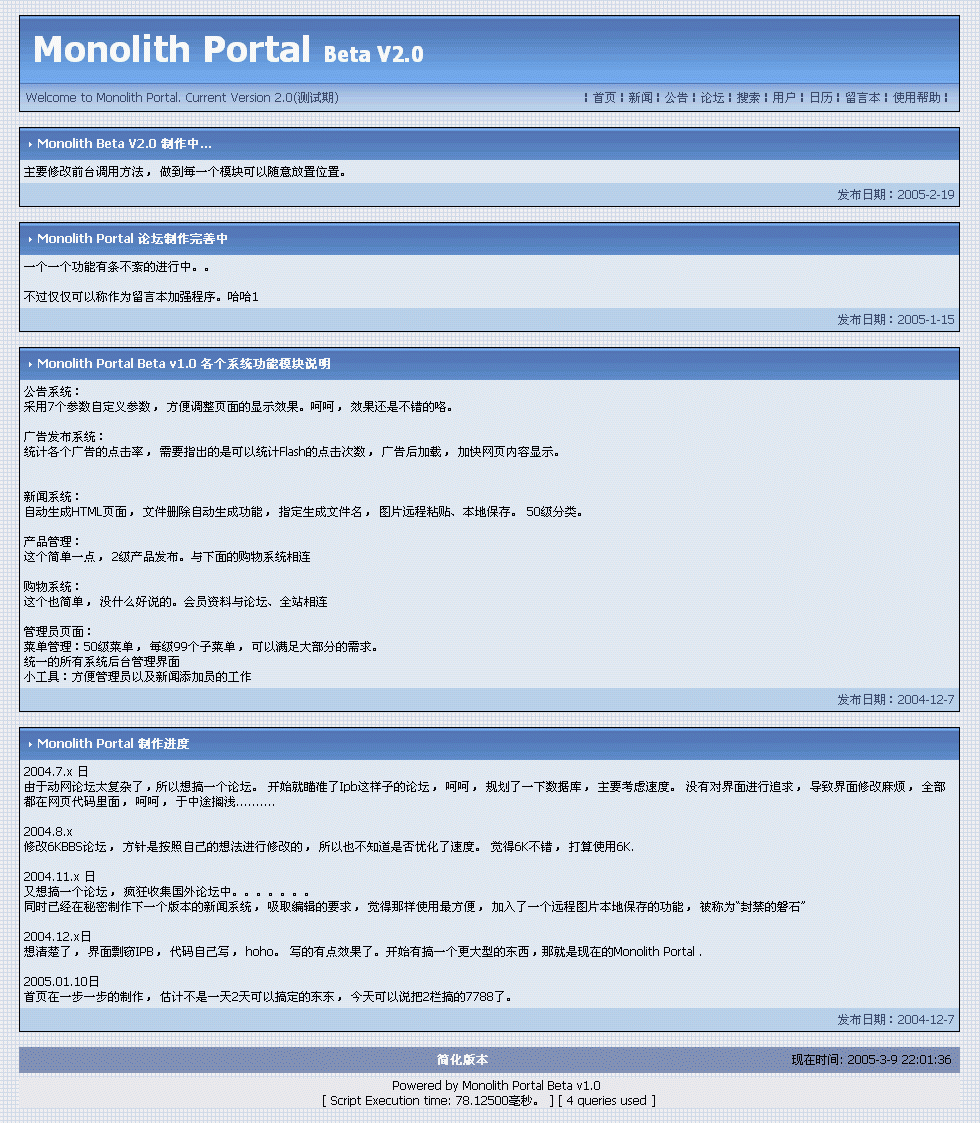 Monolith Portal Beta V2.0
Welcome to Monolith Portal. Current Version 2.0(测试期)
¦ 首页 ¦ 新闻 ¦ 公告 ¦ 论坛 ¦ 搜索 ¦ 用户 ¦ 日历 ¦ 留言本 ¦ 使用帮助 ¦
Monolith Beta V2.0 制作中...
主要修改前台调用方法，做到每一个模块可以随意放置位置。
发布日期：2005-2-19
Monolith Portal 论坛制作完善中
一个一个功能有条不紊的进行中。。
不过仅仅可以称作为留言本加强程序。哈哈1
发布日期：2005-1-15
Monolith Portal Beta v1.0 各个系统功能模块说明
公告系统：
采用7个参数自定义参数，方便调整页面的显示效果。呵呵，效果还是不错的咯。
广告发布系统：
统计各个广告的点击率，需要指出的是可以统计Flash的点击次数，广告后加载，加快网页内容显示。
新闻系统：
自动生成HTML页面，文件删除自动生成功能，指定生成文件名，图片远程粘贴、本地保存。 50级分类。
产品管理：
这个简单一点，2级产品发布。与下面的购物系统相连
购物系统：
这个也简单，没什么好说的。会员资料与论坛、全站相连
管理员页面：
菜单管理：50级菜单，每级99个子菜单，可以满足大部分的需求。
统一的所有系统后台管理界面
小工具：方便管理员以及新闻添加员的工作
发布日期：2004-12-7
Monolith Portal 制作进度
2004.7.x 日
由于动网论坛太复杂了,所以想搞一个论坛。 开始就瞄准了Ipb这样子的论坛，呵呵，规划了一下数据库，主要考虑速度。 没有对界面进行追求，导致界面修改麻烦，全部
都在网页代码里面，呵呵，于中途搁浅..........
2004.8.x
修改6KBBS论坛，方针是按照自己的想法进行修改的，所以也不知道是否优化了速度。 觉得6K不错，打算使用6K.
2004.11.x 日
又想搞一个论坛，疯狂收集国外论坛中。。。。。。。
同时已经在秘密制作下一个版本的新闻系统，吸取编辑的要求，觉得那样使用最方便，加入了一个远程图片本地保存的功能，被称为“封禁的磐石”
2004.12.x日
想清楚了，界面剽窃IPB，代码自己写，hoho。 写的有点效果了。开始有搞一个更大型的东西,那就是现在的Monolith Portal .
2005.01.10日
首页在一步一步的制作，估计不是一天2天可以搞定的东东，今天可以说把2栏搞的7788了。
发布日期：2004-12-7
简化版本
现在时间: 2005-3-9 22:01:36
Powered by Monolith Portal Beta v1.0
[ Script Execution time: 78.12500毫秒。 ] [ 4 queries used ]